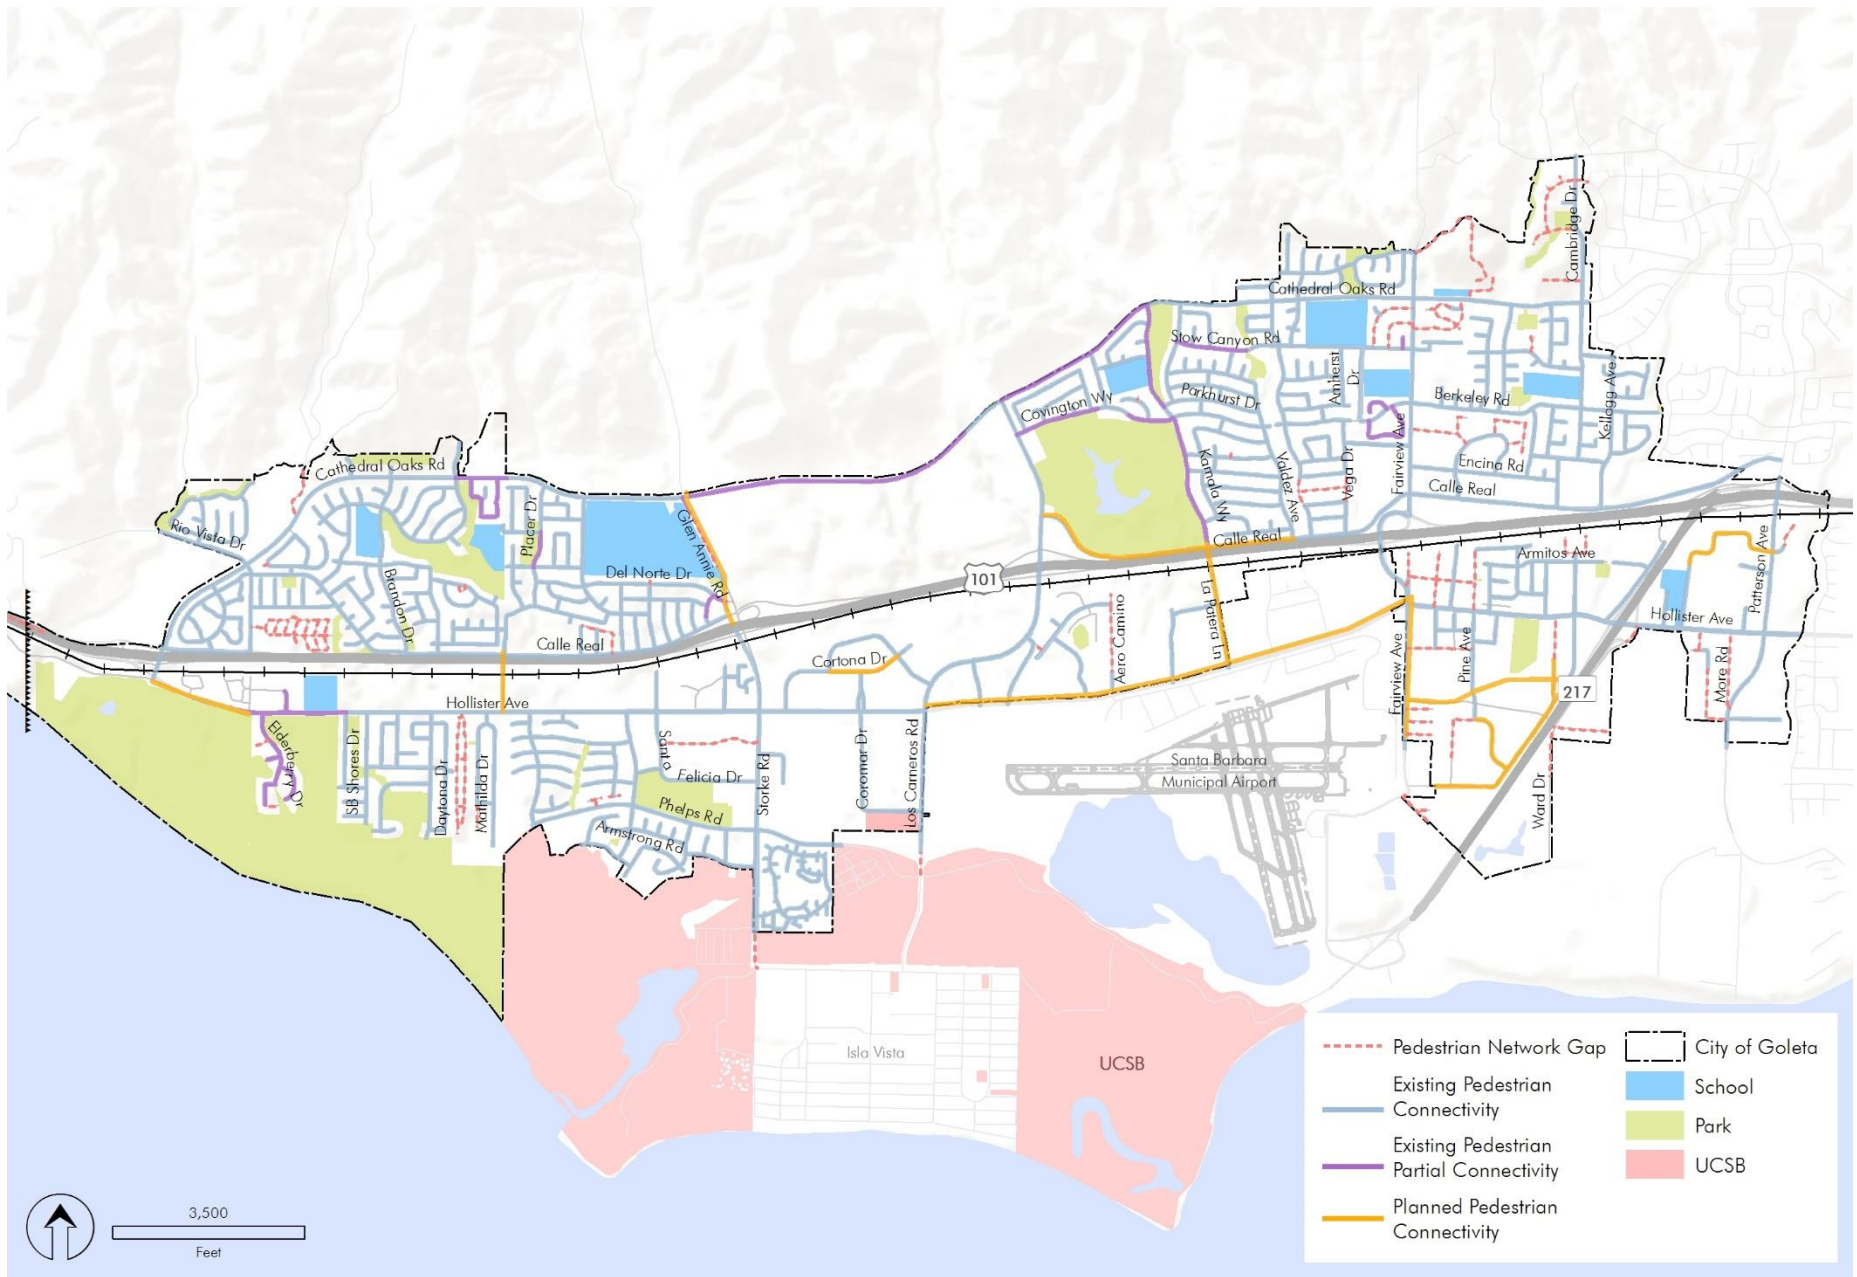 Cambridge Dr
Cathedral Oaks Rd
Stow Canyon Rd
Amherst
Dr
Parkhurst Dr
Covington Wy
Berkeley Rd
Kellogg Ave
Fairview Ave
Cathedral Oaks Rd
Kamala Wy
Valdez Ave
Vega Dr
Encina Rd
Calle Real
Rio Vista Dr
Placer Dr
Glen Annie Rd
Calle Real
Armitos Ave
Patterson Ave
Brandon Dr
Del Norte Dr
101
La Patera Ln
Aero Camino
Hollister Ave
Calle Real
Cortona Dr
Fairview Ave
Pine Ave
More Rd
217
Hollister Ave
Elderberry Dr
SB Shores Dr
Daytona Dr
Mathilda Dr
Santa
Felicia Dr
Storke Rd
Coromar Dr
Los Carneros Rd
Santa Barbara
Municipal Airport
Phelps Rd
Armstrong Rd
Ward Dr
Isla Vista
UCSB
Pedestrian Network Gap
Existing Pedestrian
Connectivity
Existing Pedestrian
Partial Connectivity
Planned Pedestrian
Connectivity
City of Goleta
School
Park
UCSB
3,500
Feet